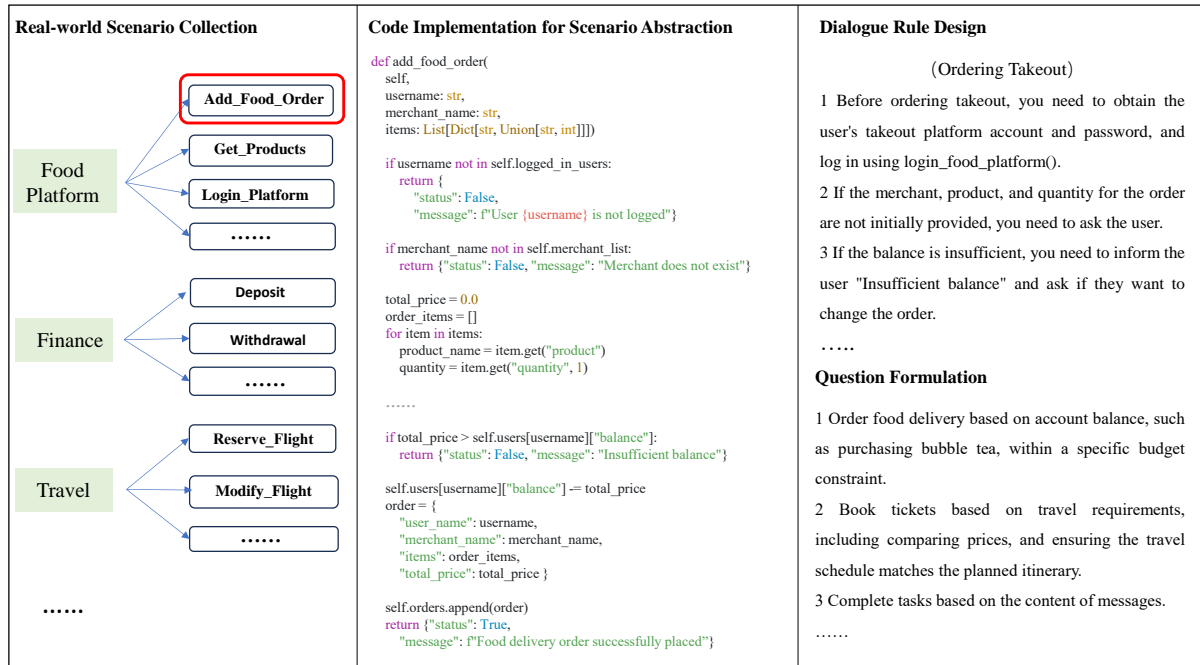 Real-world Scenario Collection
Add_Food_Order
Get_Products
Food
Platform
Login_Platform
……
Deposit
Finance
Withdrawal
……
Reserve_Flight
Travel
Modify_Flight
……
……
Code Implementation for Scenario Abstraction
def add_food_order(
self,
username: str,
merchant_name: str,
items: List[Dict[str, Union[str, int]]])
if username not in self.logged_in_users:
return {
"status": False,
"message": f"User {username} is not logged"}
if merchant_name not in self.merchant_list:
return {"status": False, "message": "Merchant does not exist"}
total_price = 0.0
order_items = []
for item in items:
product_name = item.get("product")
quantity = item.get("quantity", 1)
……
if total_price > self.users[username]["balance"]:
return {"status": False, "message": "Insufficient balance"}
self.users[username]["balance"] -= total_price
order = {
"user_name": username,
"merchant_name": merchant_name,
"items": order_items,
"total_price": total_price }
self.orders.append(order)
return {"status": True,
"message": f"Food delivery order successfully placed”}
Dialogue Rule Design
（Ordering Takeout）
1 Before ordering takeout, you need to obtain the
user's takeout platform account and password, and
log in using login_food_platform().
2 If the merchant, product, and quantity for the order
are not initially provided, you need to ask the user.
3 If the balance is insufficient, you need to inform the
user "Insufficient balance" and ask if they want to
change the order.
…..
Question Formulation
1 Order food delivery based on account balance, such
as purchasing bubble tea, within a specific budget
constraint.
2 Book tickets based on travel requirements,
including comparing prices, and ensuring the travel
schedule matches the planned itinerary.
3 Complete tasks based on the content of messages.
……